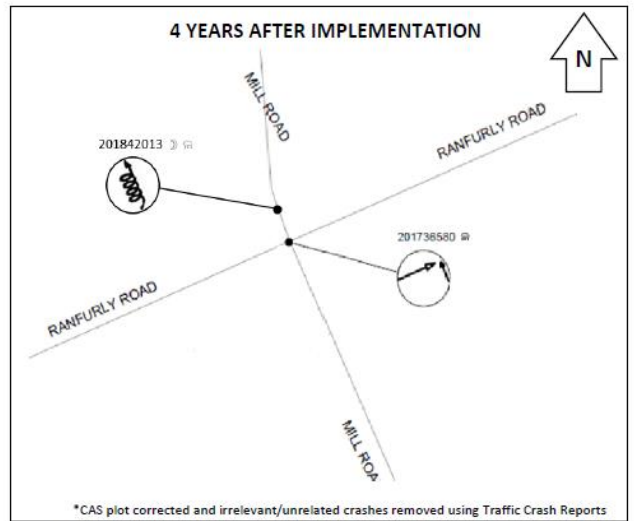 4 YEARS AFTER IMPLEMENTATION
N
MILL ROAD
RANFURLY ROAD
201842013
201736580
RANFURLY ROAD
MILL ROA
*CAS plot corrected and irrelevant/unrelated crashes removed using Traffic Crash Reports